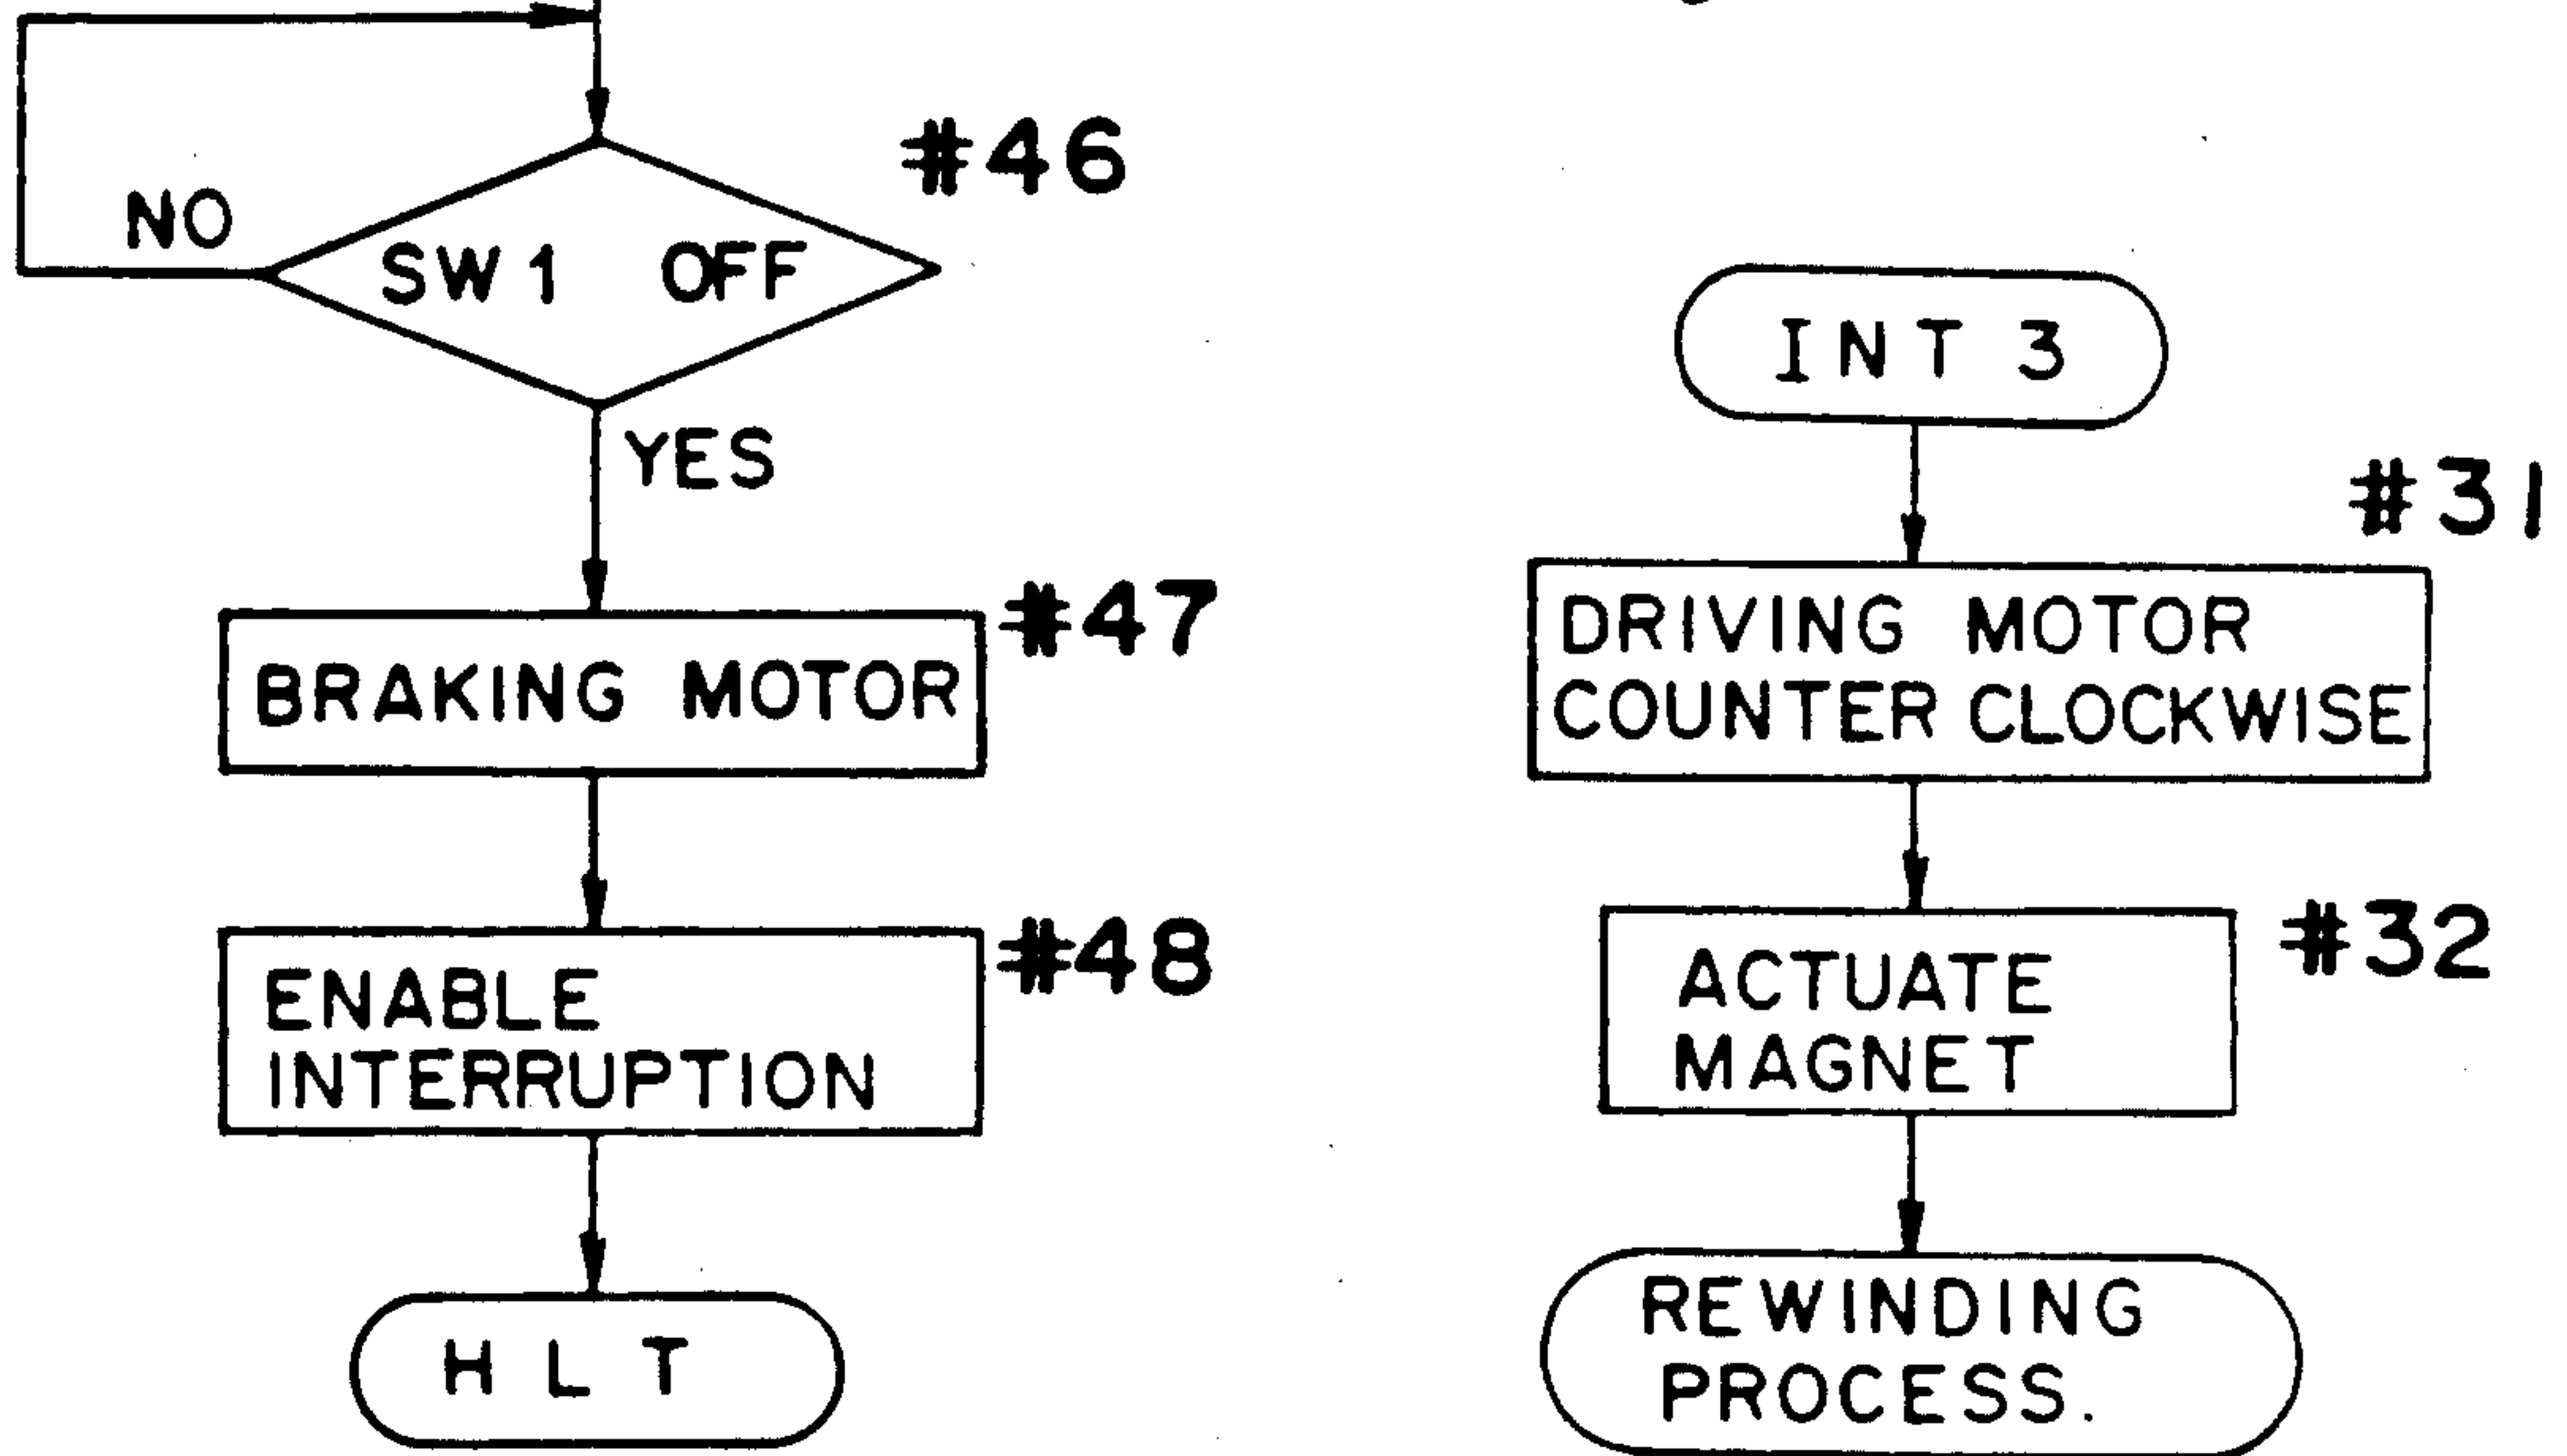 #46
NO
SW1 OFF
YES
#47
BRAKING MOTOR
#48
ENABLE
INTERRUPTION
HLT
INT 3
#31
DRIVING MOTOR
COUNTER CLOCKWISE
#32
ACTUATE
MAGNET
REWINDING
PROCESS.